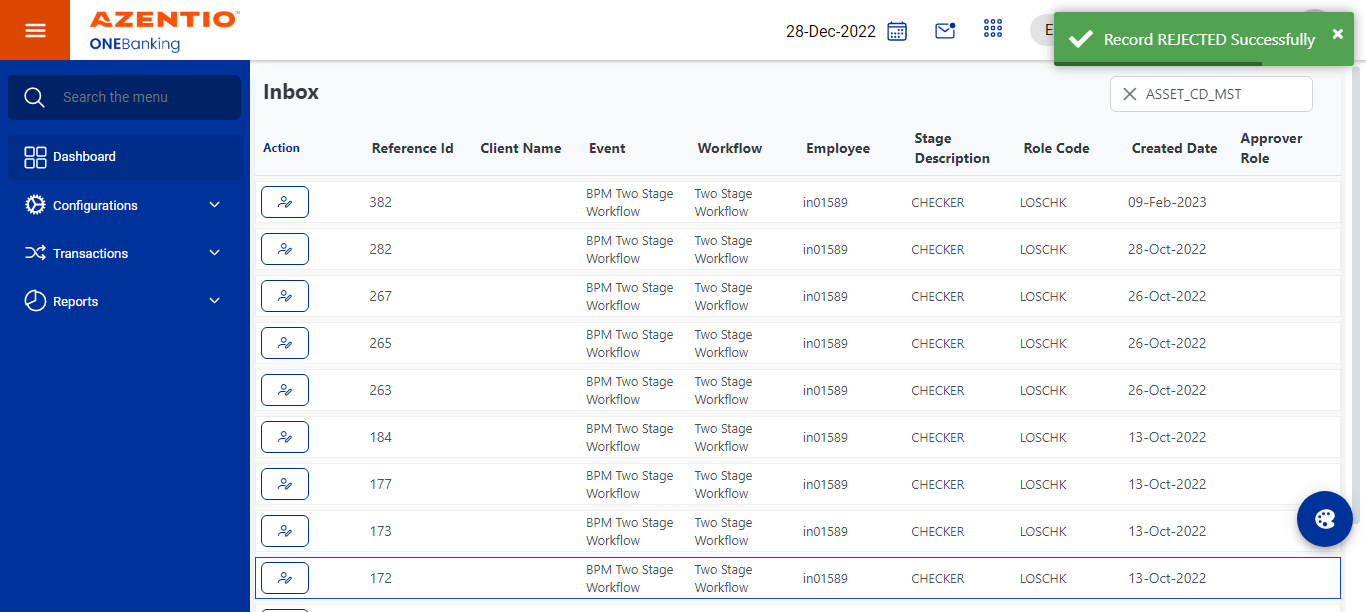 AZENTIO™
ONEBanking
28-Dec-2022
E
Record REJECTED Successfully
Search the menu
Dashboard
Configurations
Transactions
Reports
Inbox
ASSET_CD_MST
Action Reference Id Client Name Event Workflow Employee Stage Description Role Code Created Date Approver Role
382 BPM Two Stage Workflow Two Stage Workflow in01589 CHECKER LOSCHK 09-Feb-2023
282 BPM Two Stage Workflow Two Stage Workflow in01589 CHECKER LOSCHK 28-Oct-2022
267 BPM Two Stage Workflow Two Stage Workflow in01589 CHECKER LOSCHK 26-Oct-2022
265 BPM Two Stage Workflow Two Stage Workflow in01589 CHECKER LOSCHK 26-Oct-2022
263 BPM Two Stage Workflow Two Stage Workflow in01589 CHECKER LOSCHK 26-Oct-2022
184 BPM Two Stage Workflow Two Stage Workflow in01589 CHECKER LOSCHK 13-Oct-2022
177 BPM Two Stage Workflow Two Stage Workflow in01589 CHECKER LOSCHK 13-Oct-2022
173 BPM Two Stage Workflow Two Stage Workflow in01589 CHECKER LOSCHK 13-Oct-2022
172 BPM Two Stage Workflow Two Stage Workflow in01589 CHECKER LOSCHK 13-Oct-2022